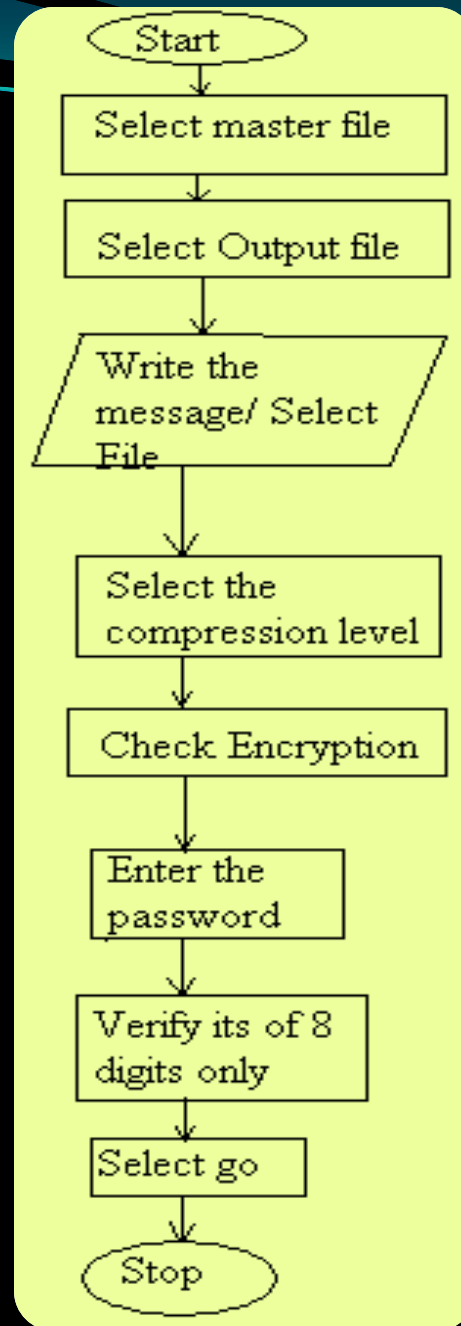 Start
Select master file
Select Output file
Write the
message/ Select
File
Select the
compression level
Check Encryption
Enter the
password
Verify its of 8
digits only
Select go
Stop